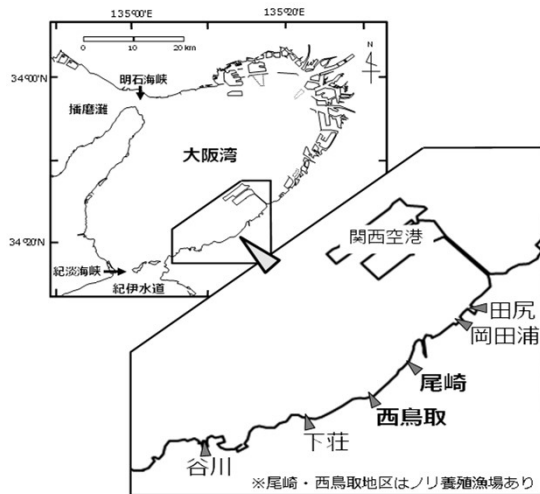 135°00' E
135°20' E
0 10 20 km
N
34°00' N
明石海峡
播磨灘
大阪湾
34°20' N
紀淡海峡
紀伊水道
関西空港
田尻
岡田浦
尾崎
西鳥取
下荘
谷川
※尾崎・西鳥取地区はノリ養殖漁場あり